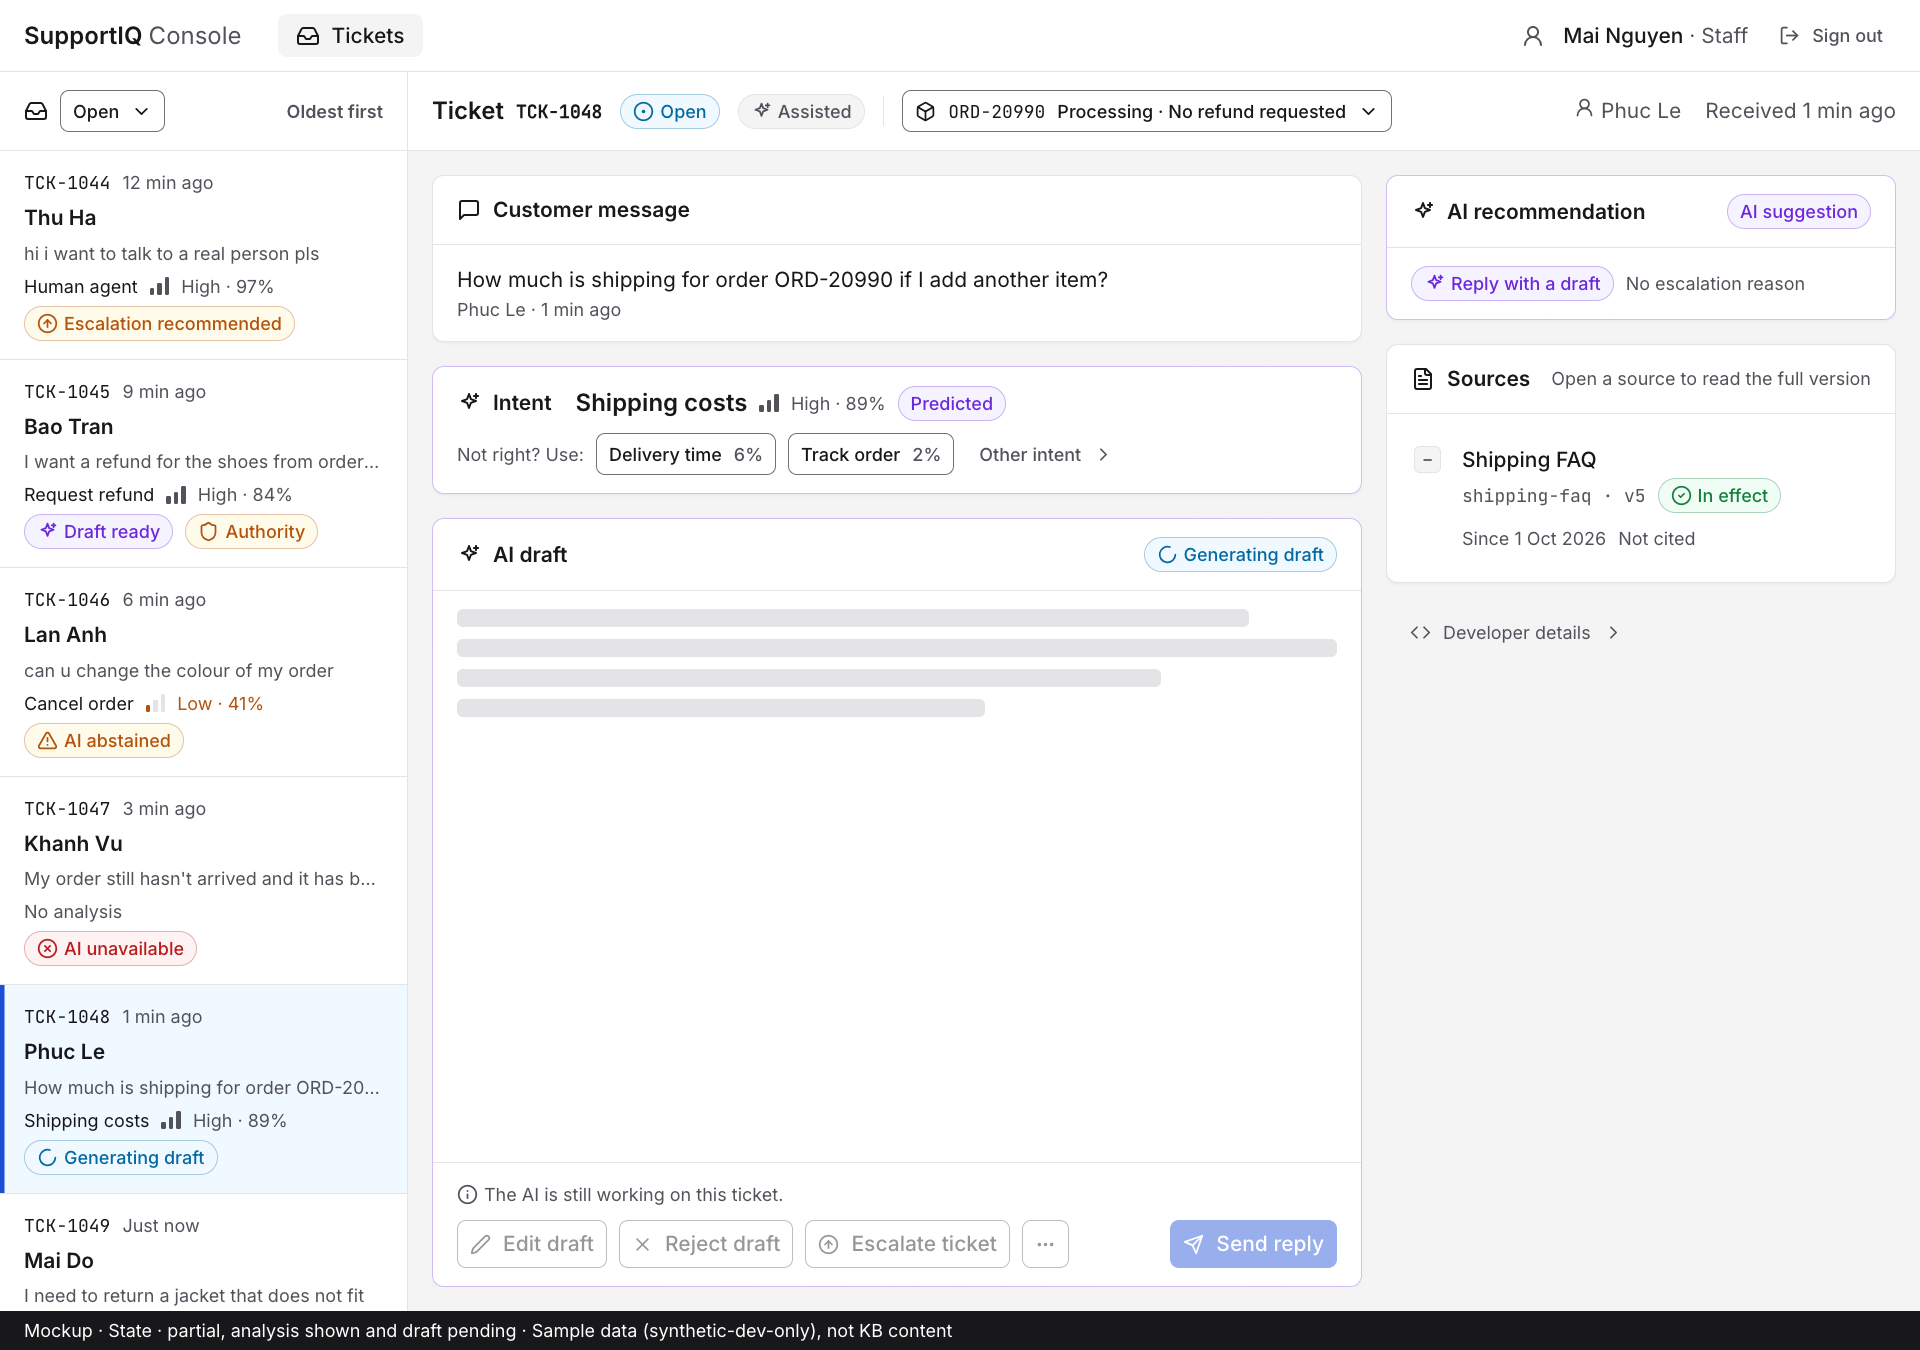 SupportIQ Console
Tickets
Mai Nguyen · Staff
Sign out
Open
Oldest first
TCK-1044 12 min ago
Thu Ha
hi i want to talk to a real person pls
Human agent High · 97%
Escalation recommended
TCK-1045 9 min ago
Bao Tran
I want a refund for the shoes from order...
Request refund High · 84%
Draft ready Authority
TCK-1046 6 min ago
Lan Anh
can u change the colour of my order
Cancel order Low · 41%
AI abstained
TCK-1047 3 min ago
Khanh Vu
My order still hasn't arrived and it has b...
No analysis
AI unavailable
TCK-1048 1 min ago
Phuc Le
How much is shipping for order ORD-20...
Shipping costs High · 89%
Generating draft
TCK-1049 Just now
Mai Do
I need to return a jacket that does not fit
Ticket TCK-1048 Open Assisted ORD-20990 Processing · No refund requested
Phuc Le Received 1 min ago
Customer message
How much is shipping for order ORD-20990 if I add another item?
Phuc Le · 1 min ago
Intent Shipping costs High · 89% Predicted
Not right? Use: Delivery time 6% Track order 2% Other intent
AI draft Generating draft
The AI is still working on this ticket.
Edit draft Reject draft Escalate ticket ... Send reply
AI recommendation AI suggestion
Reply with a draft No escalation reason
Sources Open a source to read the full version
Shipping FAQ
shipping-faq · v5 In effect
Since 1 Oct 2026 Not cited
Developer details
Mockup · State · partial, analysis shown and draft pending · Sample data (synthetic-dev-only), not KB content